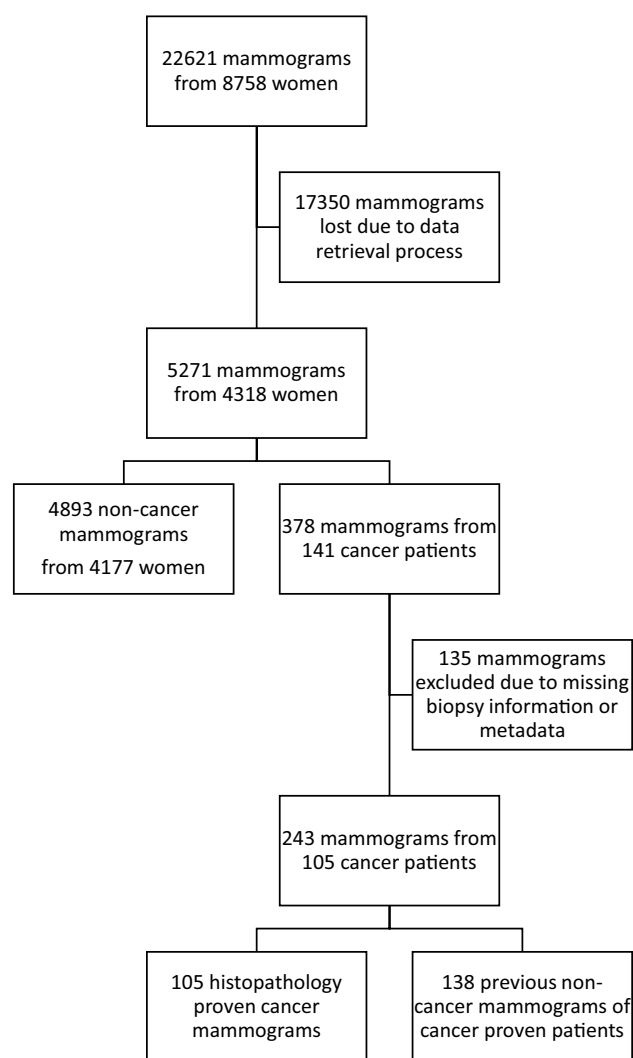 22621 mammograms
from 8758 women
17350 mammograms
lost due to data
retrieval process
5271 mammograms
from 4318 women
4893 non-cancer
mammograms
from 4177 women
378 mammograms from
141 cancer patients
135 mammograms
excluded due to missing
biopsy information or
metadata
243 mammograms from
105 cancer patients
105 histopathology
proven cancer
mammograms
138 previous non-
cancer mammograms of
cancer proven patients